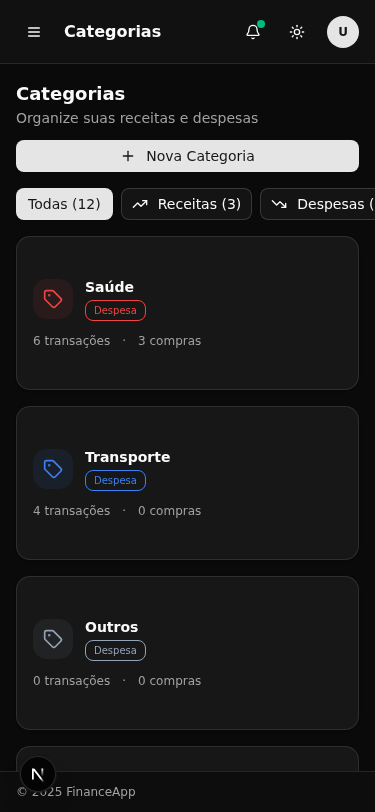 Categorias
U
Categorias
Organize suas receitas e despesas
Nova Categoria
Todas (12)
Receitas (3)
Despesas (
Saúde
Despesa
6 transações · 3 compras
Transporte
Despesa
4 transações · 0 compras
Outros
Despesa
0 transações · 0 compras
N
© 2025 FinanceApp